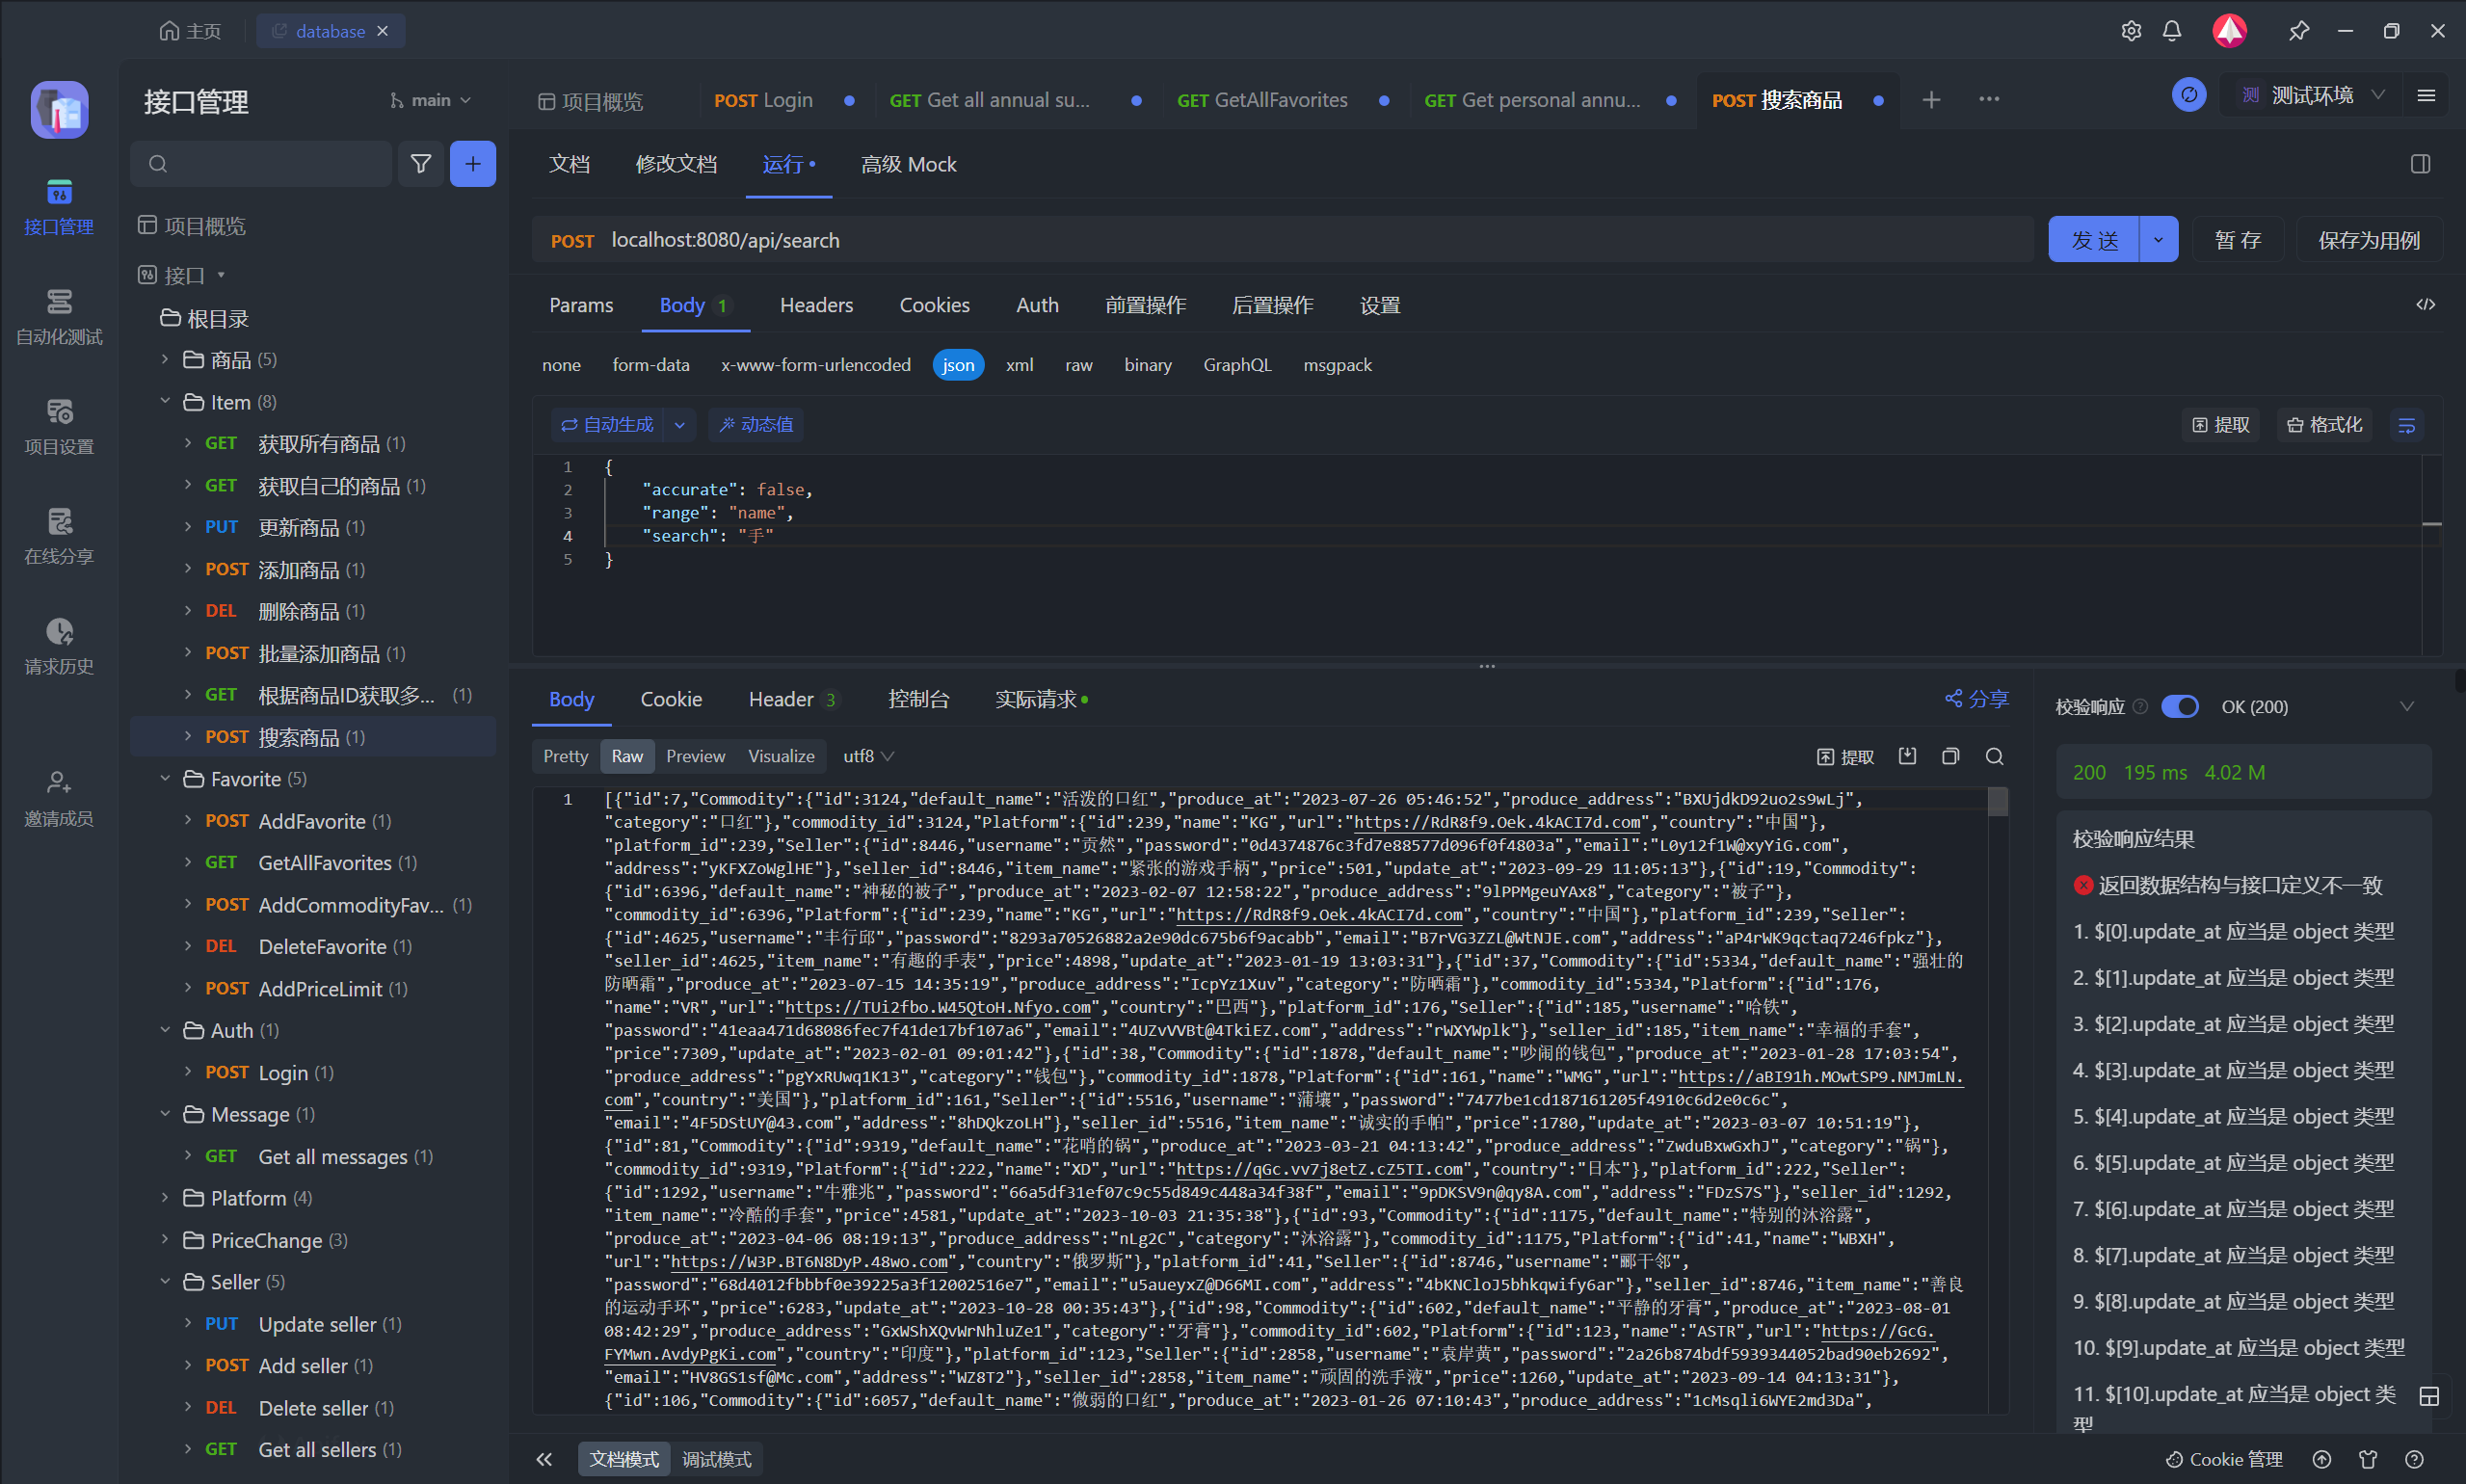 主页
database
接口管理
main
项目概览
POST Login
GET Get all annual su...
GET GetAllFavorites
GET Get personal annu...
POST 搜索商品
测 测试环境
接口管理
自动化测试
项目设置
在线分享
请求历史
邀请成员
项目概览
接口
根目录
商品 (5)
Item (8)
GET 获取所有商品 (1)
GET 获取自己的商品 (1)
PUT 更新商品 (1)
POST 添加商品 (1)
DEL 删除商品 (1)
POST 批量添加商品 (1)
GET 根据商品ID获取多... (1)
POST 搜索商品 (1)
Favorite (5)
POST AddFavorite (1)
GET GetAllFavorites (1)
POST AddCommodityFav... (1)
DEL DeleteFavorite (1)
POST AddPriceLimit (1)
Auth (1)
POST Login (1)
Message (1)
GET Get all messages (1)
Platform (4)
PriceChange (3)
Seller (5)
PUT Update seller (1)
POST Add seller (1)
DEL Delete seller (1)
GET Get all sellers (1)
文档 修改文档 运行 高级 Mock
POST localhost:8080/api/search
发 送 暂 存 保存为用例
Params Body 1 Headers Cookies Auth 前置操作 后置操作 设置
none form-data x-www-form-urlencoded json xml raw binary GraphQL msgpack
自动生成 动态值 提取 格式化
1 {
2 "accurate": false,
3 "range": "name",
4 "search": "手"
5 }
Body Cookie Header 3 控制台 实际请求 分享
Pretty Raw Preview Visualize utf8 提取
1 [{"id":7,"Commodity":{"id":3124,"default_name":"活泼的口红","produce_at":"2023-07-26 05:46:52","produce_address":"BXUjdkD92uo2s9wLj",
"category":"口红"},"commodity_id":3124,"Platform":{"id":239,"name":"KG","url":"https://RdR8f9.Oek.4kACI7d.com","country":"中国"},
"platform_id":239,"Seller":{"id":8446,"username":"贡然","password":"0d4374876c3fd7e88577d096f0f4803a","email":"L0y12f1W@xyYiG.com",
"address":"yKFXZoWglHE"},"seller_id":8446,"item_name":"紧张的游戏手柄","price":501,"update_at":"2023-09-29 11:05:13"},{"id":19,"Commodity":
{"id":6396,"default_name":"神秘的被子","produce_at":"2023-02-07 12:58:22","produce_address":"9lPPMgeuYAx8","category":"被子"},
"commodity_id":6396,"Platform":{"id":239,"name":"KG","url":"https://RdR8f9.Oek.4kACI7d.com","country":"中国"},"platform_id":239,"Seller":
{"id":4625,"username":"丰行邱","password":"8293a70526882a2e90dc675b6f9acabb","email":"B7rVG3ZZL@WtNJE.com","address":"aP4rWK9qctaq7246fpkz"},
"seller_id":4625,"item_name":"有趣的手表","price":4898,"update_at":"2023-01-19 13:03:31"},{"id":37,"Commodity":{"id":5334,"default_name":"强壮的
防晒霜","produce_at":"2023-07-15 14:35:19","produce_address":"IcpYz1Xuv","category":"防晒霜"},"commodity_id":5334,"Platform":{"id":176,
"name":"VR","url":"https://TUi2fbo.W45QtoH.Nfyo.com","country":"巴西"},"platform_id":176,"Seller":{"id":185,"username":"哈铁",
"password":"41eaa471d68086fec7f41de17bf107a6","email":"4UZvVVBt@4TkiEZ.com","address":"rWXYWplk"},"seller_id":185,"item_name":"幸福的手套",
"price":7309,"update_at":"2023-02-01 09:01:42"},{"id":38,"Commodity":{"id":1878,"default_name":"吵闹的钱包","produce_at":"2023-01-28 17:03:54",
"produce_address":"pgYxRUwq1K13","category":"钱包"},"commodity_id":1878,"Platform":{"id":161,"name":"WMG","url":"https://aBI91h.MOwtSP9.NMJmLN.
com","country":"美国"},"platform_id":161,"Seller":{"id":5516,"username":"蒲壤","password":"7477be1cd187161205f4910c6d2e0c6c",
"email":"4F5DStUY@43.com","address":"8hDQkzoLH"},"seller_id":5516,"item_name":"诚实的手帕","price":1780,"update_at":"2023-03-07 10:51:19"},
{"id":81,"Commodity":{"id":9319,"default_name":"花哨的锅","produce_at":"2023-03-21 04:13:42","produce_address":"ZwduBxwGxhJ","category":"锅"},
"commodity_id":9319,"Platform":{"id":222,"name":"XD","url":"https://qGc.vv7j8etZ.cZ5TI.com","country":"日本"},"platform_id":222,"Seller":
{"id":1292,"username":"牛雅兆","password":"66a5df31ef07c9c55d849c448a34f38f","email":"9pDKSV9n@qy8A.com","address":"FDzS7S"},"seller_id":1292,
"item_name":"冷酷的手套","price":4581,"update_at":"2023-10-03 21:35:38"},{"id":93,"Commodity":{"id":1175,"default_name":"特别的沐浴露",
"produce_at":"2023-04-06 08:19:13","produce_address":"nLg2C","category":"沐浴露"},"commodity_id":1175,"Platform":{"id":41,"name":"WBXH",
"url":"https://W3P.BT6N8DyP.48wo.com","country":"俄罗斯"},"platform_id":41,"Seller":{"id":8746,"username":"郦干邻",
"password":"68d4012fbbbf0e39225a3f12002516e7","email":"u5aueyxZ@D66MI.com","address":"4bKNCloJ5bhkqwify6ar"},"seller_id":8746,"item_name":"善良
的运动手环","price":6283,"update_at":"2023-10-28 00:35:43"},{"id":98,"Commodity":{"id":602,"default_name":"平静的牙膏","produce_at":"2023-08-01
08:42:29","produce_address":"GxWShXQvWrNhluZe1","category":"牙膏"},"commodity_id":602,"Platform":{"id":123,"name":"ASTR","url":"https://GcG.
FYMwn.AvdyPgKi.com","country":"印度"},"platform_id":123,"Seller":{"id":2858,"username":"袁岸黄","password":"2a26b874bdf5939344052bad90eb2692",
"email":"HV8GS1sf@Mc.com","address":"WZ8T2"},"seller_id":2858,"item_name":"顽固的洗手液","price":1260,"update_at":"2023-09-14 04:13:31"},
{"id":106,"Commodity":{"id":6057,"default_name":"微弱的口红","produce_at":"2023-01-26 07:10:43","produce_address":"1cMsqli6WYE2md3Da",
校验响应 OK (200)
200 195 ms 4.02 M
校验响应结果
返回数据结构与接口定义不一致
1. $[0].update_at 应当是 object 类型
2. $[1].update_at 应当是 object 类型
3. $[2].update_at 应当是 object 类型
4. $[3].update_at 应当是 object 类型
5. $[4].update_at 应当是 object 类型
6. $[5].update_at 应当是 object 类型
7. $[6].update_at 应当是 object 类型
8. $[7].update_at 应当是 object 类型
9. $[8].update_at 应当是 object 类型
10. $[9].update_at 应当是 object 类型
11. $[10].update_at 应当是 object 类
型
文档模式 调试模式
Cookie 管理